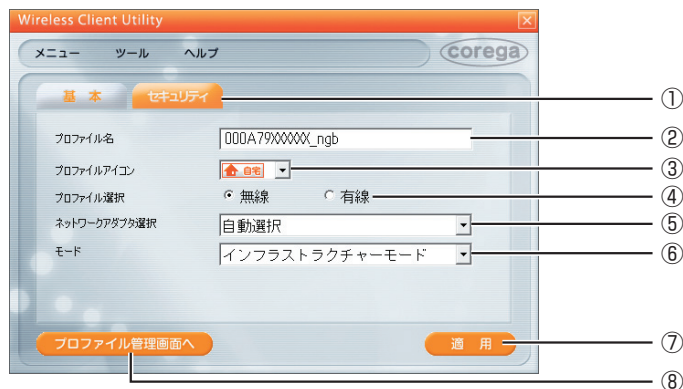 Wireless Client Utility
メニュー ツール ヘルプ corega
基 本 セキュリティ ①
プロファイル名 000A79XXXXXX_ngb ②
プロファイルアイコン 自宅 ③
プロファイル選択 無線 有線 ④
ネットワークアダプタ選択 自動選択 ⑤
モード インフラストラクチャーモード ⑥
プロファイル管理画面へ 適 用 ⑦
⑧